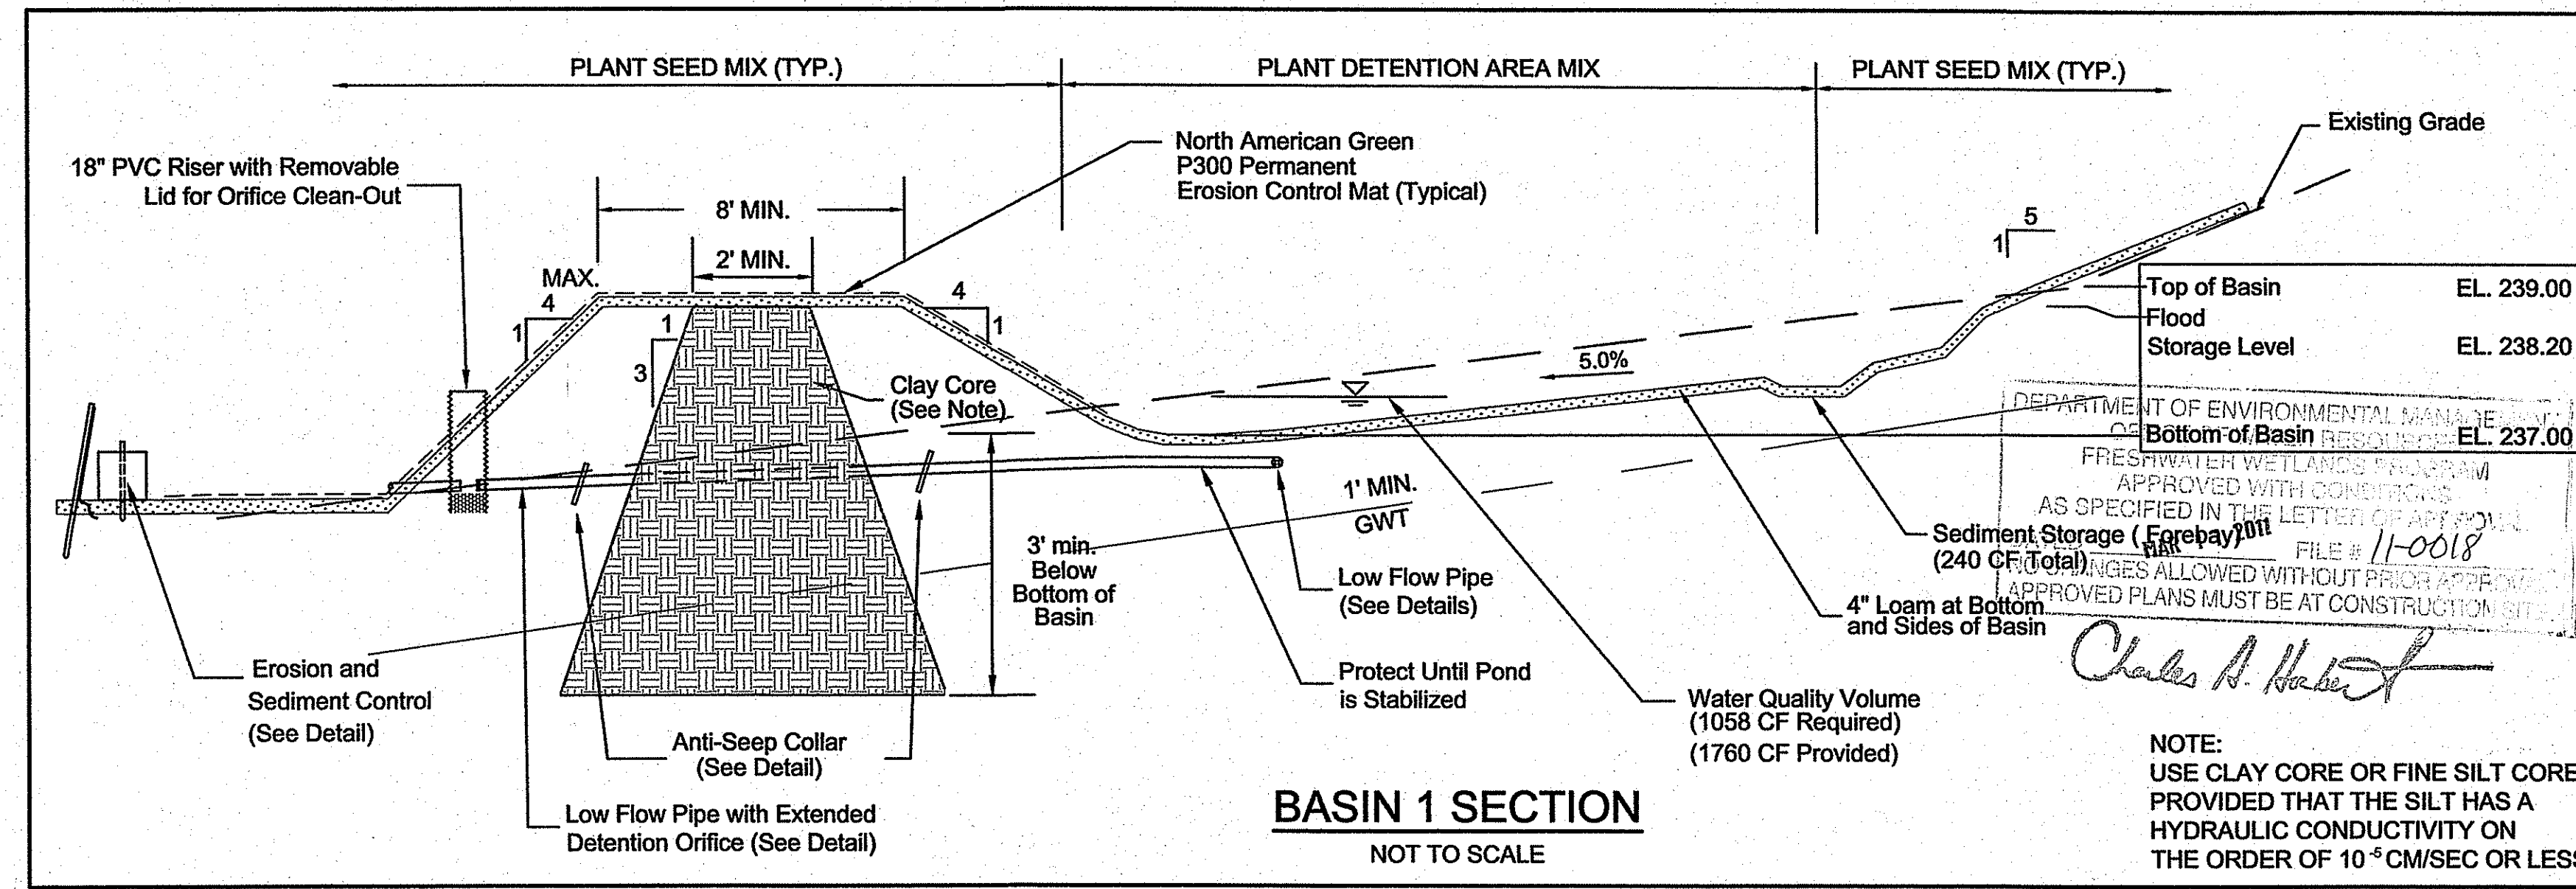 PLANT SEED MIX (TYP.)
PLANT DETENTION AREA MIX
PLANT SEED MIX (TYP.)
Existing Grade
North American Green
P300 Permanent
Erosion Control Mat (Typical)
18" PVC Riser with Removable
Lid for Orifice Clean-Out
8' MIN.
2' MIN.
MAX.
4
1
1
3
4
1
5
1
Top of Basin EL. 239.00
Flood
Storage Level EL. 238.20
Bottom of Basin EL. 237.00
5.0%
Clay Core
(See Note)
DEPARTMENT OF ENVIRONMENTAL MANAGEMENT
FRESHWATER WETLANDS PROGRAM
APPROVED WITH CONDITIONS
AS SPECIFIED IN THE LETTER OF APPROVAL
MAR 2011 FILE # 11-0018
NO CHANGES ALLOWED WITHOUT PRIOR APPROVAL
APPROVED PLANS MUST BE AT CONSTRUCTION SITE
1' MIN.
GWT
3' min.
Below
Bottom of
Basin
Low Flow Pipe
(See Details)
Sediment Storage ( Forebay)
(240 CF Total)
4" Loam at Bottom
and Sides of Basin
Erosion and
Sediment Control
(See Detail)
Protect Until Pond
is Stabilized
Water Quality Volume
(1058 CF Required)
(1760 CF Provided)
Anti-Seep Collar
(See Detail)
Low Flow Pipe with Extended
Detention Orifice (See Detail)
BASIN 1 SECTION
NOT TO SCALE
Charles A.
NOTE:
USE CLAY CORE OR FINE SILT CORE
PROVIDED THAT THE SILT HAS A
HYDRAULIC CONDUCTIVITY ON
THE ORDER OF 10⁻⁵ CM/SEC OR LESS